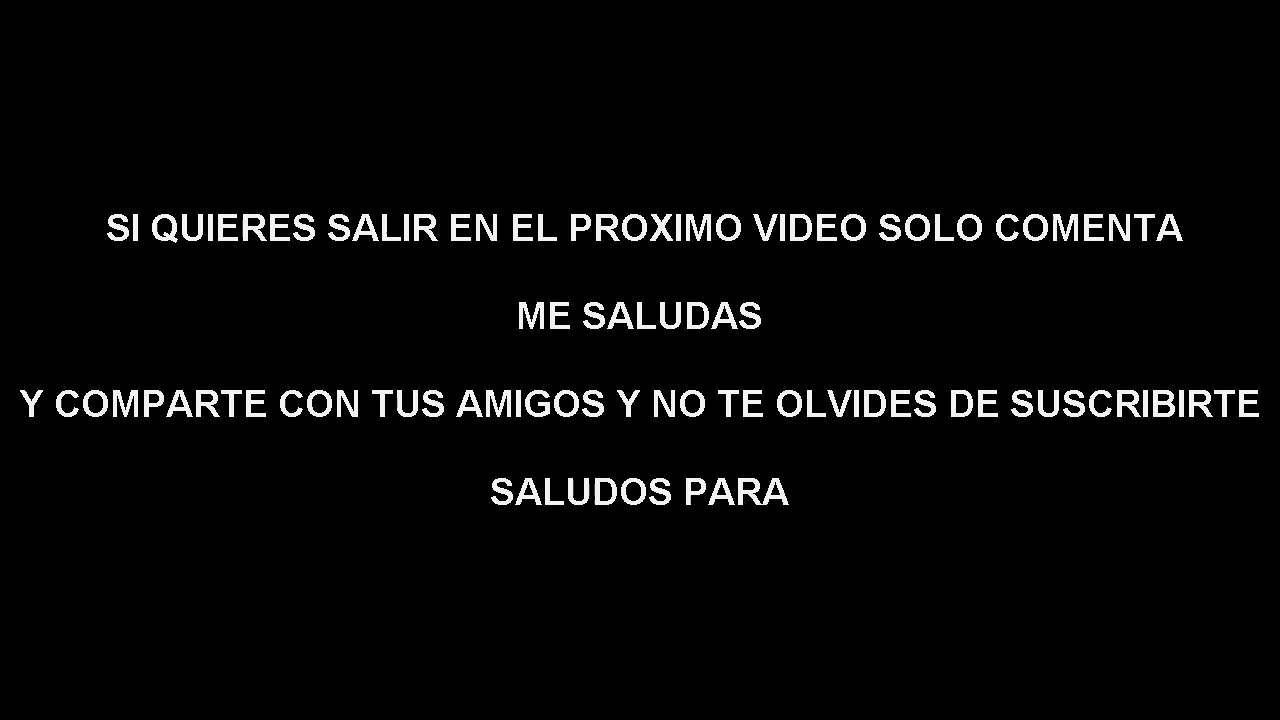 SI QUIERES SALIR EN EL PROXIMO VIDEO SOLO COMENTA
ME SALUDAS
Y COMPARTE CON TUS AMIGOS Y NO TE OLVIDES DE SUSCRIBIRTE
SALUDOS PARA